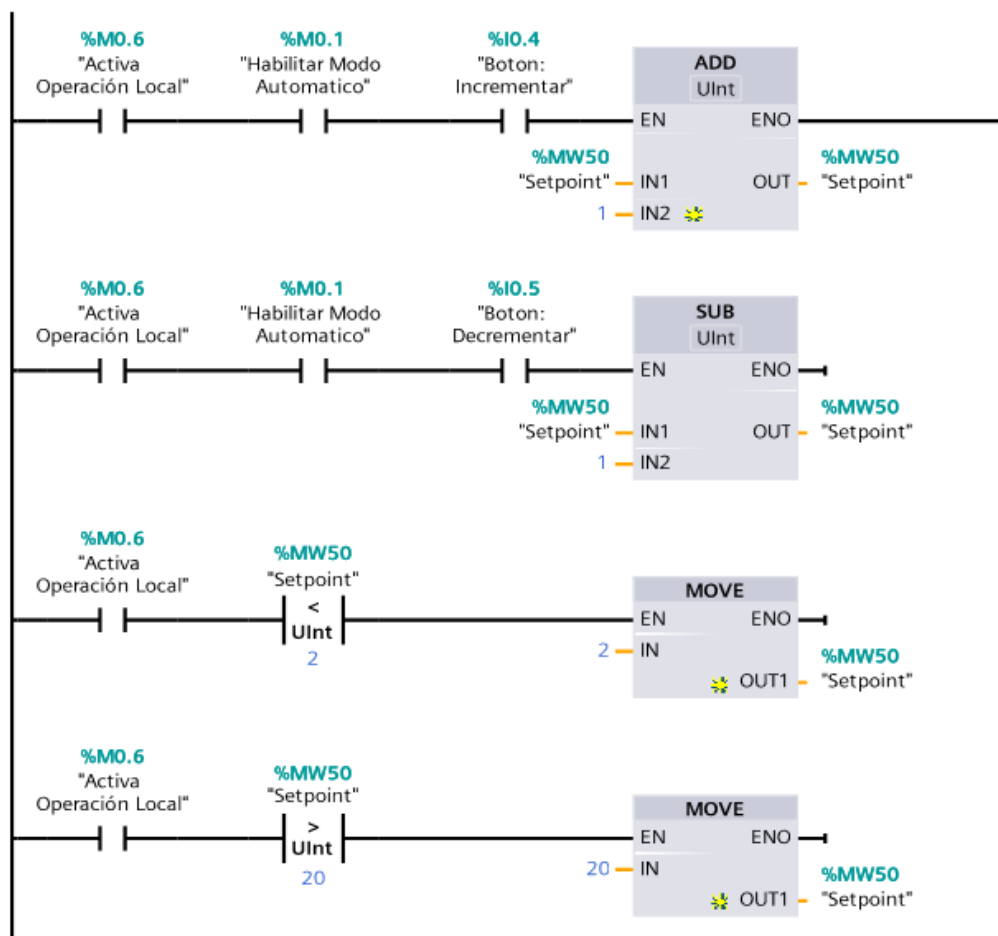 %M0.6 %M0.1 %I0.4
"Activa "Habilitar Modo "Boton: ADD
Operación Local" Automatico" Incrementar" UInt
EN ENO
%MW50 %MW50
"Setpoint" IN1 OUT "Setpoint"
1 IN2
%M0.6 %M0.1 %I0.5
"Activa "Habilitar Modo "Boton: SUB
Operación Local" Automatico" Decrementar" UInt
EN ENO
%MW50 %MW50
"Setpoint" IN1 OUT "Setpoint"
1 IN2
%M0.6 %MW50
"Activa "Setpoint" MOVE
Operación Local" < EN ENO
UInt
2 2 IN %MW50
OUT1 "Setpoint"
%M0.6 %MW50
"Activa "Setpoint" MOVE
Operación Local" > EN ENO
UInt
20 20 IN %MW50
OUT1 "Setpoint"